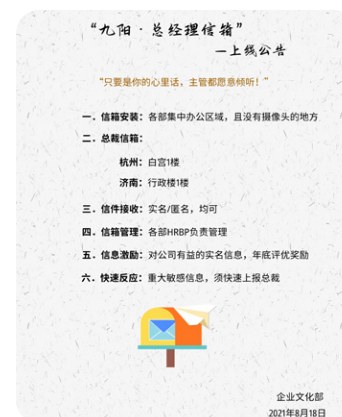 “九阳·总经理信箱”
—上线公告
“只要是你的心里话，主管都愿意倾听！”
一．信箱安装：各部集中办公区域，且没有摄像头的地方
二．总裁信箱：
杭州：白宫1楼
济南：行政楼1楼
三．信件接收：实名/匿名，均可
四．信箱管理：各部HRBP负责管理
五．信息激励：对公司有益的实名信息，年底评优奖励
六．快速反应：重大敏感信息，须快速上报总裁
企业文化部
2021年8月18日